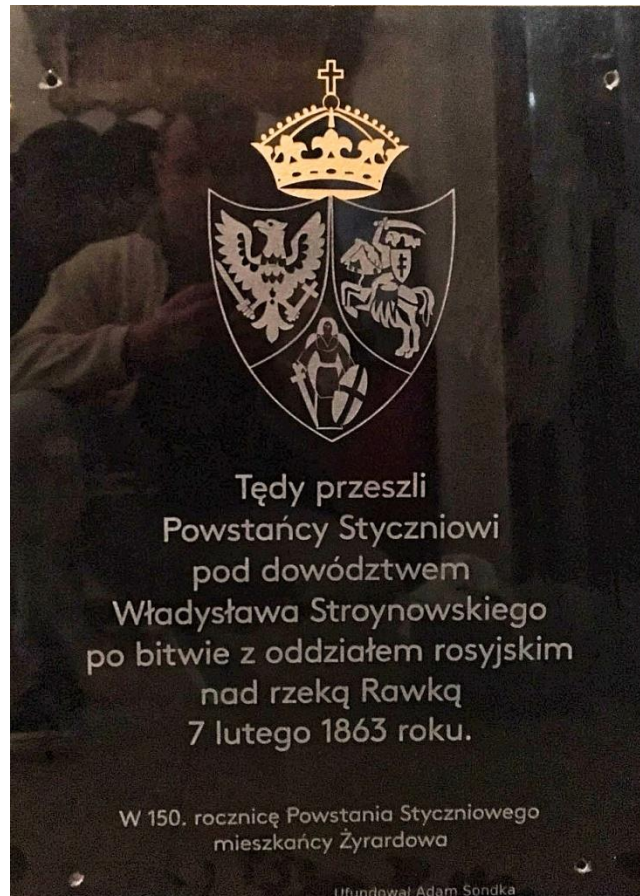 Tędy przeszli
Powstańcy Styczniowi
pod dowództwem
Władysława Stroynowskiego
po bitwie z oddziałem rosyjskim
nad rzeką Rawką
7 lutego 1863 roku.
W 150. rocznicę Powstania Styczniowego
mieszkańcy Żyrardowa
Ufundował Adam Sondka